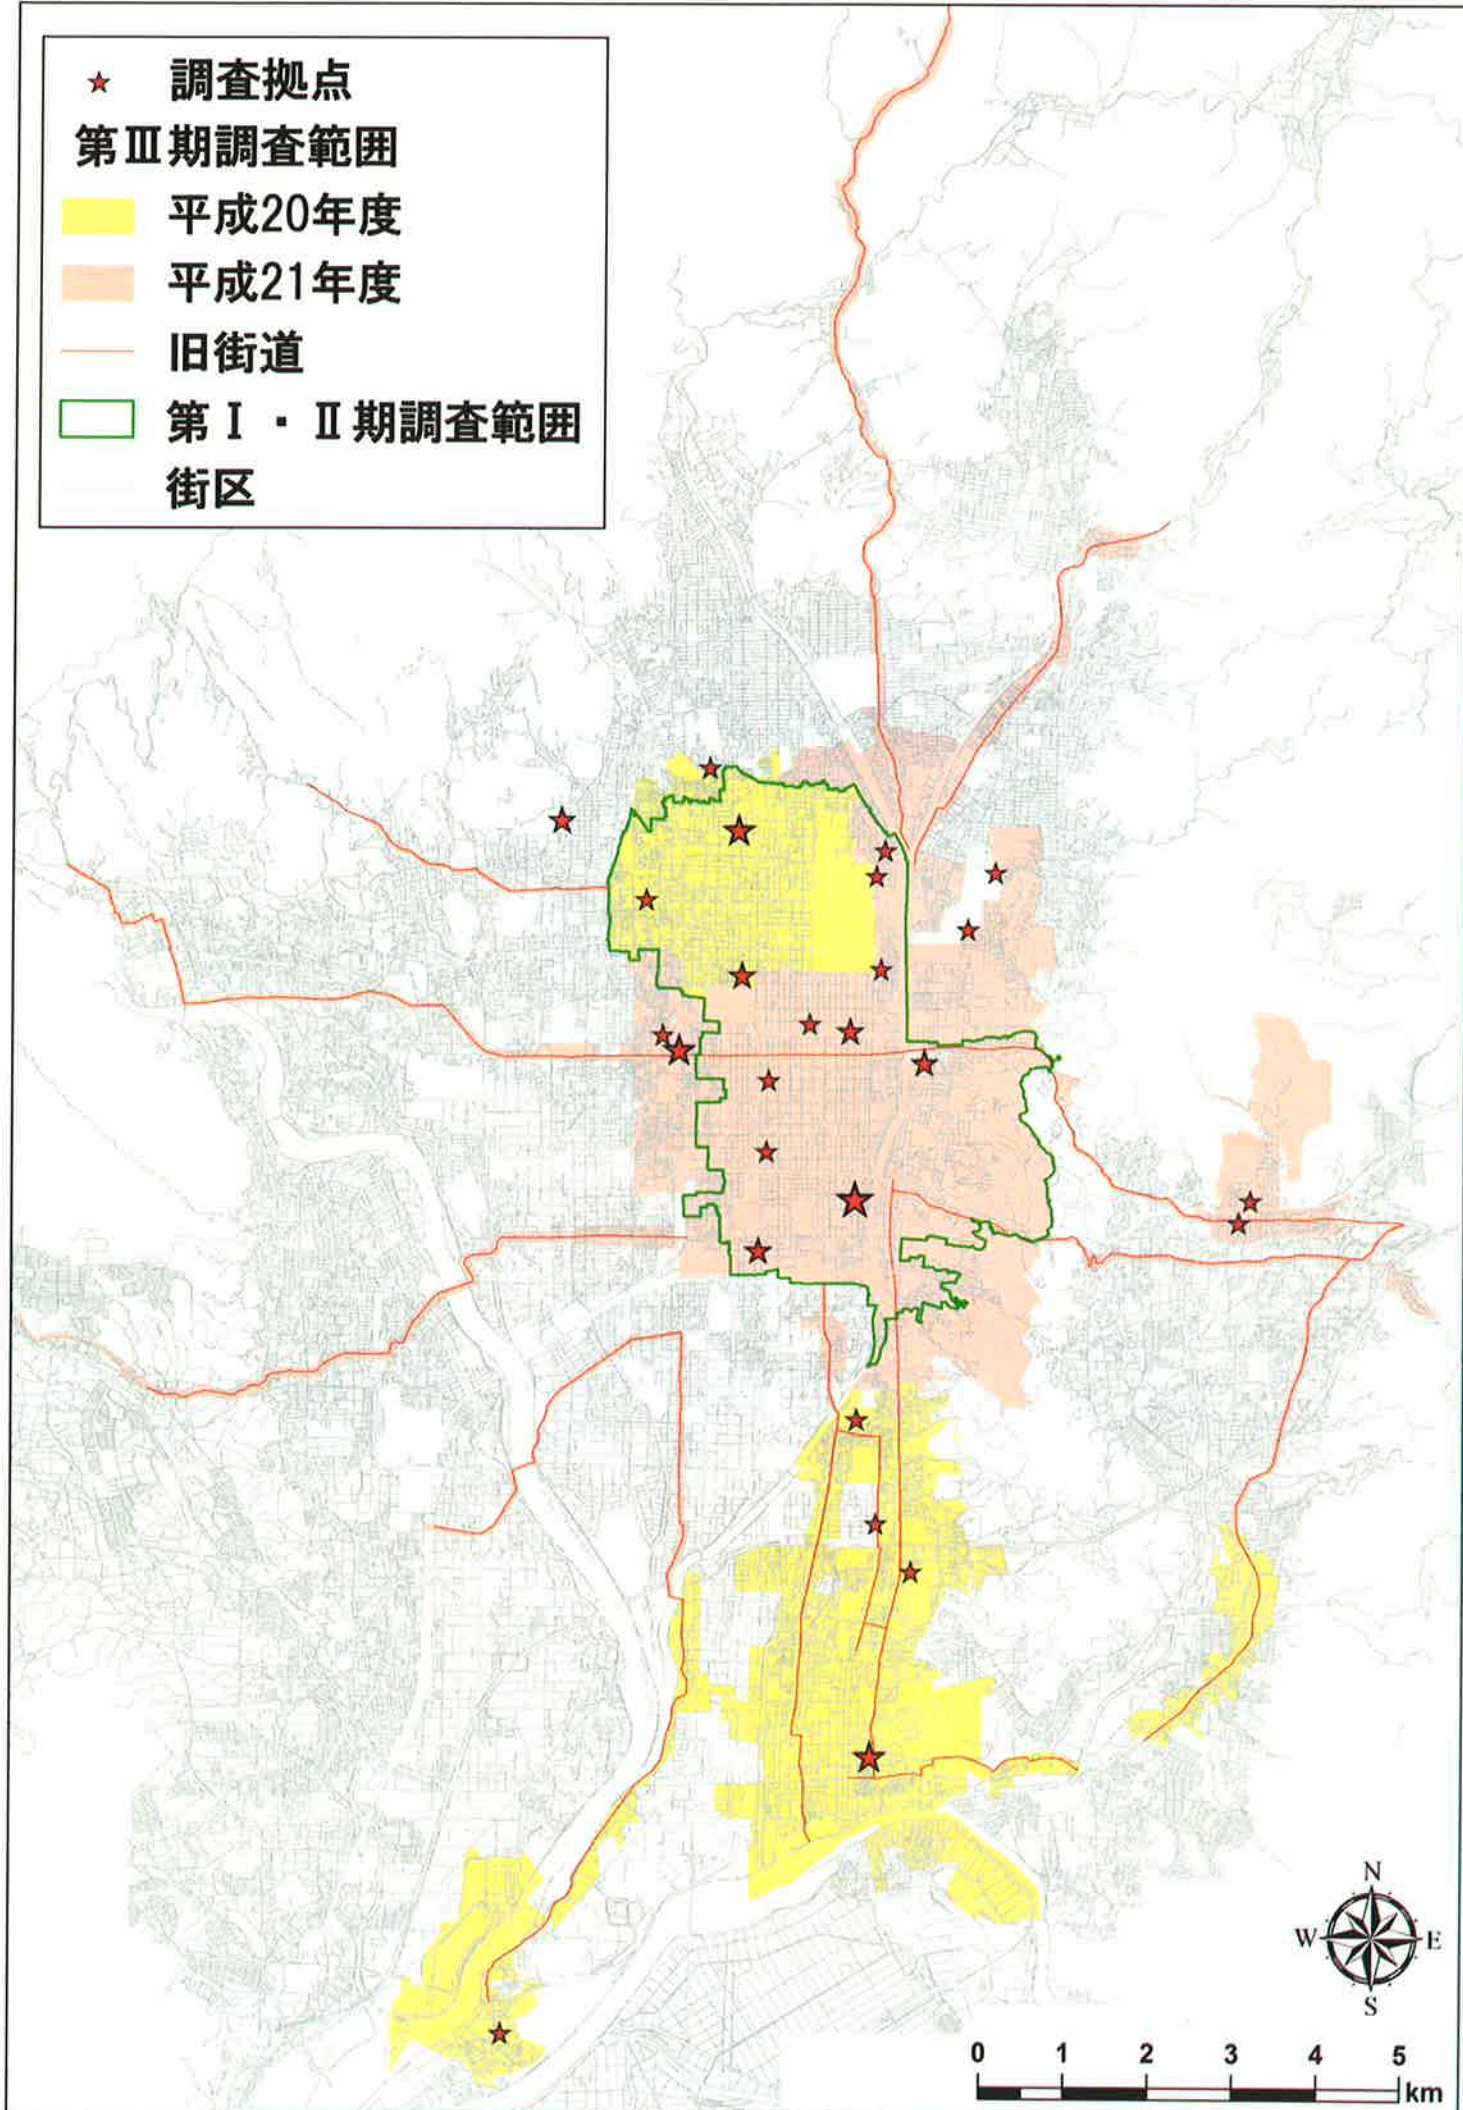 調査拠点
第Ⅲ期調査範囲
平成20年度
平成21年度
旧街道
第Ⅰ・Ⅱ期調査範囲
街区
N
W E
S
0 1 2 3 4 5
km